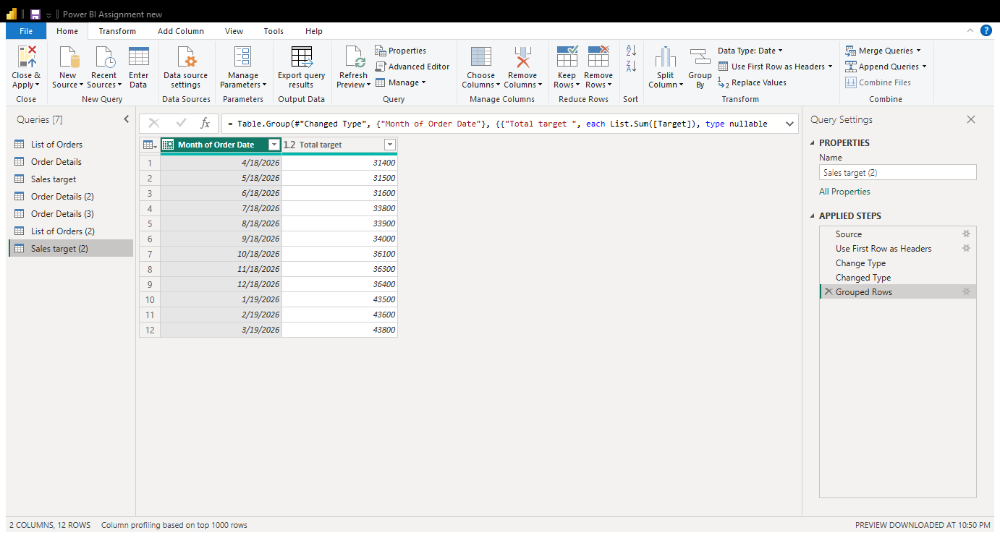 Power BI Assignment new
File Home Transform Add Column View Tools Help
Close & Apply
New Source
Recent Sources
Enter Data
Data source settings
Manage Parameters
Export query results
Refresh Preview
Properties
Advanced Editor
Manage
Choose Columns
Remove Columns
Keep Rows
Remove Rows
Split Column
Group By
Data Type: Date
Use First Row as Headers
Replace Values
Merge Queries
Append Queries
Combine Files
Close New Query Data Sources Parameters Output Data Query Manage Columns Reduce Rows Sort Transform Combine
Queries [7]
List of Orders
Order Details
Sales target
Order Details (2)
Order Details (3)
List of Orders (2)
Sales target (2)
fx = Table.Group(#"Changed Type", {"Month of Order Date"}, {{"Total target ", each List.Sum([Target]), type nullable
Month of Order Date 1.2 Total target
1 4/18/2026 31400
2 5/18/2026 31500
3 6/18/2026 31600
4 7/18/2026 33800
5 8/18/2026 33900
6 9/18/2026 34000
7 10/18/2026 36100
8 11/18/2026 36300
9 12/18/2026 36400
10 1/19/2026 43500
11 2/19/2026 43600
12 3/19/2026 43800
Query Settings
PROPERTIES
Name
Sales target (2)
All Properties
APPLIED STEPS
Source
Use First Row as Headers
Change Type
Changed Type
Grouped Rows
2 COLUMNS, 12 ROWS Column profiling based on top 1000 rows PREVIEW DOWNLOADED AT 10:50 PM